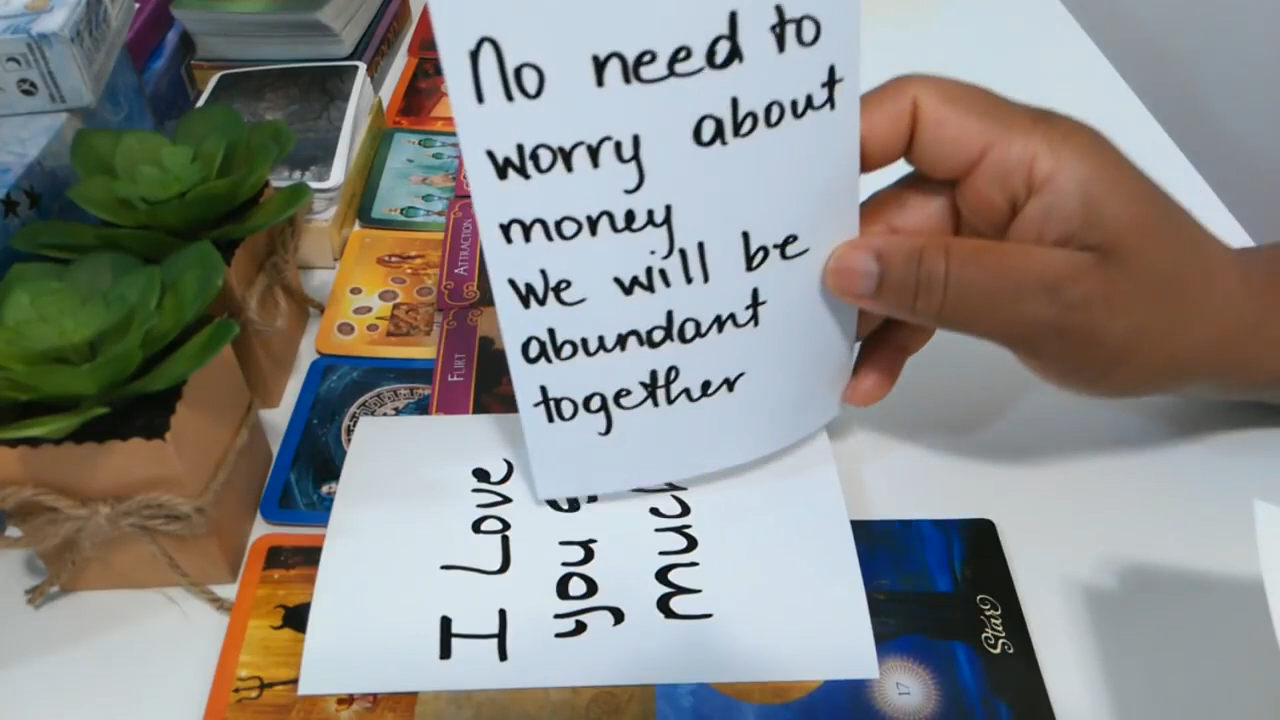 No need to
worry about
money
We will be
abundant
together
I Love
you
much
ATTRACTION
FLIRT
Star
17